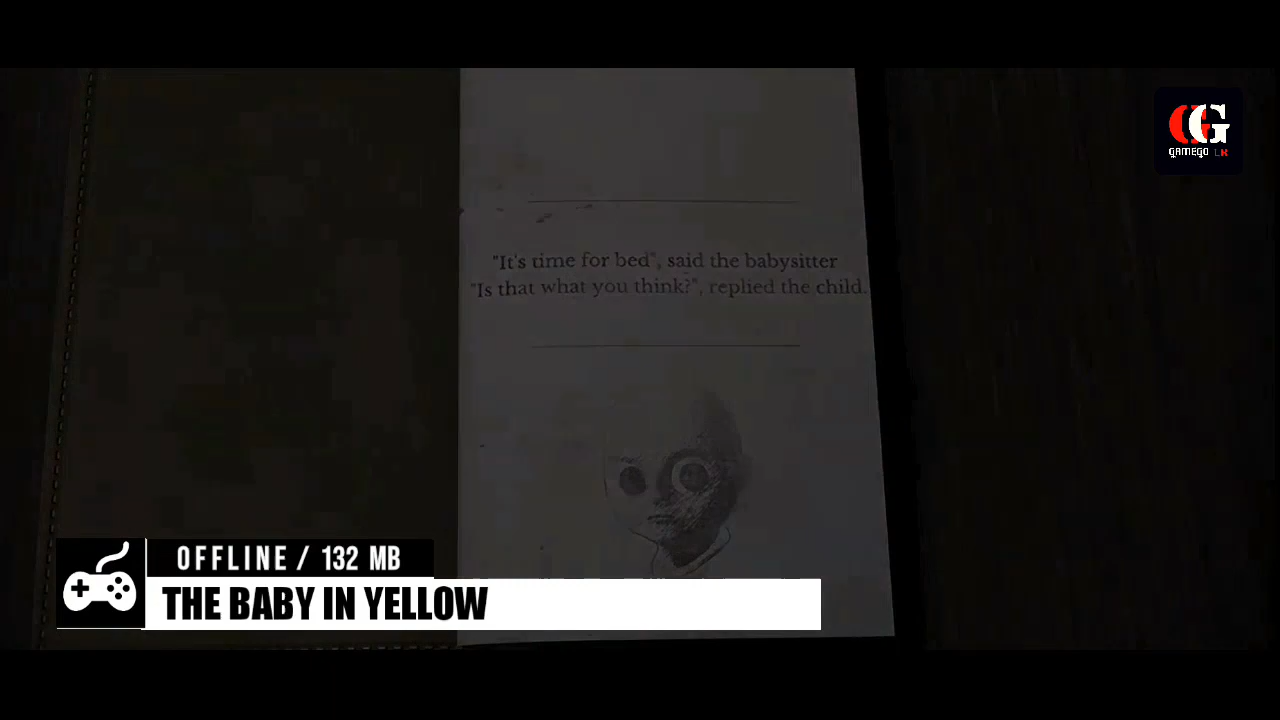 GAMEGO LK
"It's time for bed", said the babysitter
"Is that what you think?", replied the child.
OFFLINE / 132 MB
THE BABY IN YELLOW